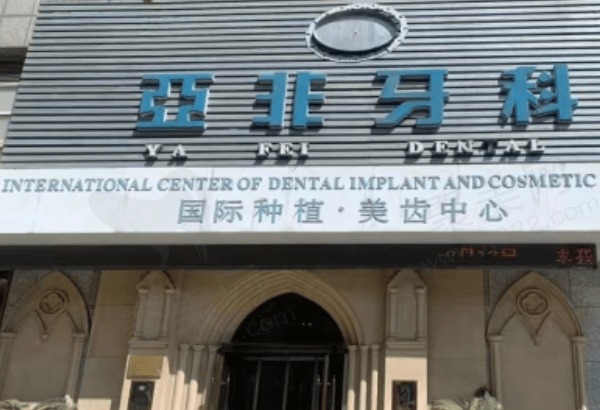 亞非牙科
YA FEI DENTAL
INTERNATIONAL CENTER OF DENTAL IMPLANT AND COSMETIC
国际种植·美齿中心